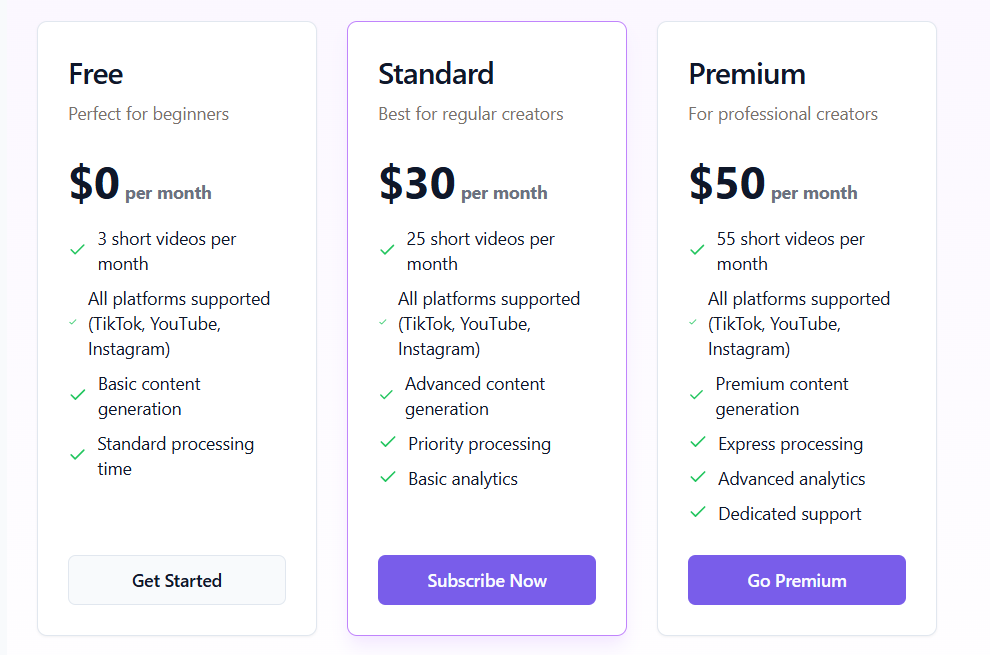 Free
Perfect for beginners
$0 per month
3 short videos per
month
All platforms supported
(TikTok, YouTube,
Instagram)
Basic content
generation
Standard processing
time
Get Started
Standard
Best for regular creators
$30 per month
25 short videos per
month
All platforms supported
(TikTok, YouTube,
Instagram)
Advanced content
generation
Priority processing
Basic analytics
Subscribe Now
Premium
For professional creators
$50 per month
55 short videos per
month
All platforms supported
(TikTok, YouTube,
Instagram)
Premium content
generation
Express processing
Advanced analytics
Dedicated support
Go Premium